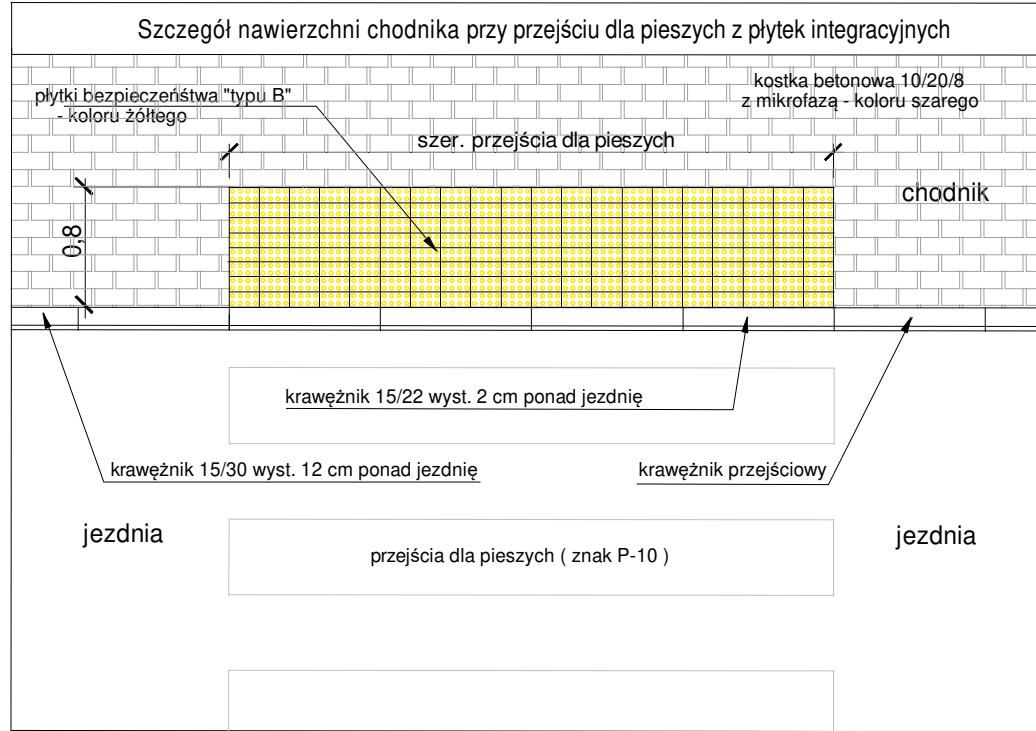 Szczegół nawierzchni chodnika przy przejściu dla pieszych z płytek integracyjnych
płytki bezpieczeństwa "typu B"
- koloru żółtego
kostka betonowa 10/20/8
z mikrofazą - koloru szarego
szer. przejścia dla pieszych
chodnik
0,8
krawężnik 15/22 wyst. 2 cm ponad jezdnię
krawężnik 15/30 wyst. 12 cm ponad jezdnię
krawężnik przejściowy
jezdnia
jezdnia
przejścia dla pieszych ( znak P-10 )